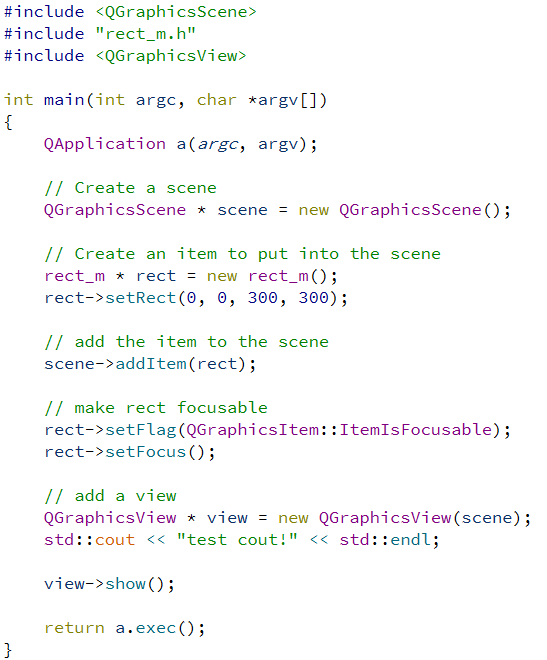 #include <QGraphicsScene>
#include "rect_m.h"
#include <QGraphicsView>

int main(int argc, char *argv[])
{
    QApplication a(argc, argv);

    // Create a scene
    QGraphicsScene * scene = new QGraphicsScene();

    // Create an item to put into the scene
    rect_m * rect = new rect_m();
    rect->setRect(0, 0, 300, 300);

    // add the item to the scene
    scene->addItem(rect);

    // make rect focusable
    rect->setFlag(QGraphicsItem::ItemIsFocusable);
    rect->setFocus();

    // add a view
    QGraphicsView * view = new QGraphicsView(scene);
    std::cout << "test cout!" << std::endl;

    view->show();

    return a.exec();
}